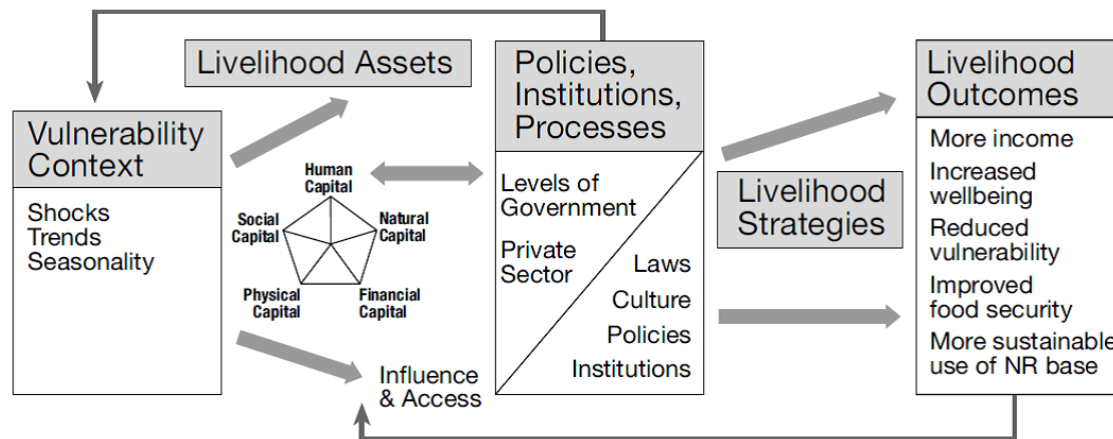 Vulnerability
Context
Shocks
Trends
Seasonality
Livelihood Assets
Human
Capital
Social
Capital
Natural
Capital
Physical
Capital
Financial
Capital
Influence
& Access
Policies,
Institutions,
Processes
Levels of
Government
Private
Sector
Laws
Culture
Policies
Institutions
Livelihood
Strategies
Livelihood
Outcomes
More income
Increased
wellbeing
Reduced
vulnerability
Improved
food security
More sustainable
use of NR base